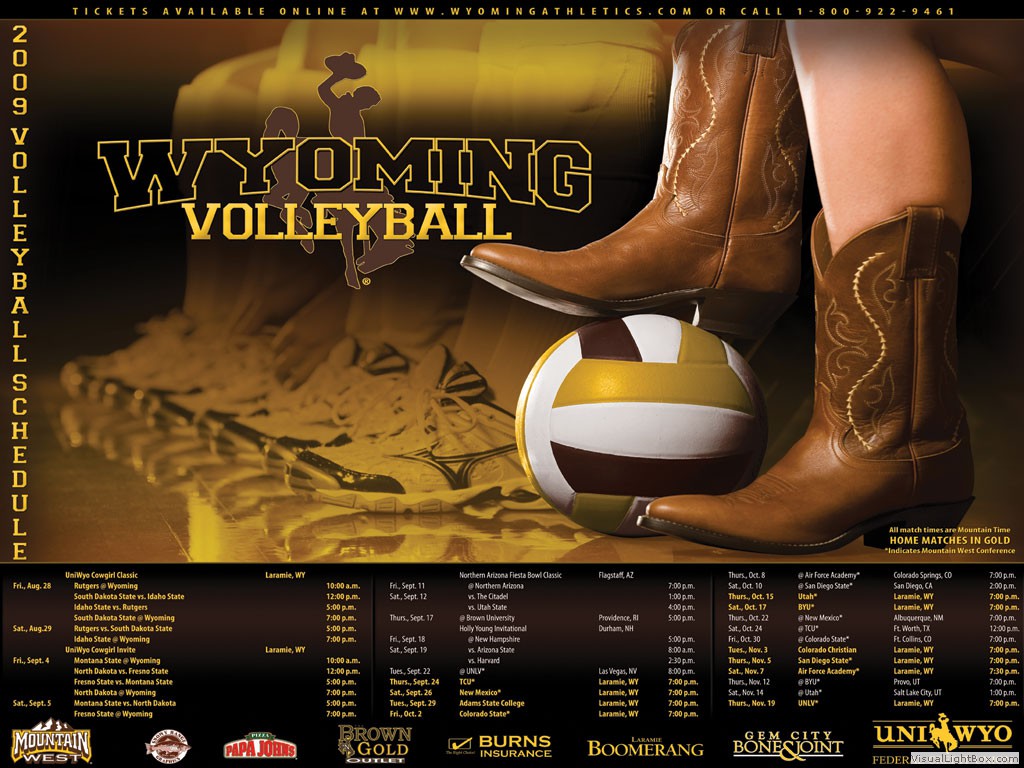 TICKETS AVAILABLE ONLINE AT WWW.WYOMINGATHLETICS.COM OR CALL 1-800-922-9461
2009 VOLLEYBALL SCHEDULE
WYOMING
VOLLEYBALL
®
All match times are Mountain Time
HOME MATCHES IN GOLD
*Indicates Mountain West Conference
UniWyo Cowgirl Classic Laramie, WY
Fri., Aug. 28 Rutgers @ Wyoming 10:00 a.m.
South Dakota State vs. Idaho State 12:00 p.m.
Idaho State vs. Rutgers 5:00 p.m.
South Dakota State @ Wyoming 7:00 p.m.
Sat., Aug.29 Rutgers vs. South Dakota State 5:00 p.m.
Idaho State @ Wyoming 7:00 p.m.
UniWyo Cowgirl Invite Laramie, WY
Fri., Sept. 4 Montana State @ Wyoming 10:00 a.m.
North Dakota vs. Fresno State 12:00 p.m.
Fresno State vs. Montana State 5:00 p.m.
North Dakota @ Wyoming 7:00 p.m.
Sat., Sept. 5 Montana State vs. North Dakota 5:00 p.m.
Fresno State @ Wyoming 7:00 p.m.
Northern Arizona Fiesta Bowl Classic Flagstaff, AZ
Fri., Sept. 11 @ Northern Arizona 7:00 p.m.
Sat., Sept. 12 vs. The Citadel 1:00 p.m.
vs. Utah State 4:00 p.m.
Thurs., Sept. 17 @ Brown University Providence, RI 5:00 p.m.
Holly Young Invitational Durham, NH
Fri., Sept. 18 @ New Hampshire 5:00 p.m.
Sat., Sept. 19 vs. Arizona State 8:00 a.m.
vs. Harvard 2:30 p.m.
Tues., Sept. 22 @ UNLV* Las Vegas, NV 8:00 p.m.
Thurs., Sept. 24 TCU* Laramie, WY 7:00 p.m.
Sat., Sept. 26 New Mexico* Laramie, WY 7:00 p.m.
Tues., Sept. 29 Adams State College Laramie, WY 7:00 p.m.
Fri., Oct. 2 Colorado State* Laramie, WY 7:00 p.m.
Thurs., Oct. 8 @ Air Force Academy* Colorado Springs, CO 7:00 p.m.
Sat., Oct. 10 @ San Diego State* San Diego, CA 2:00 p.m.
Thurs., Oct. 15 Utah* Laramie, WY 7:00 p.m.
Sat., Oct. 17 BYU* Laramie, WY 7:00 p.m.
Thurs., Oct. 22 @ New Mexico* Albuquerque, NM 7:00 p.m.
Sat., Oct. 24 @ TCU* Ft. Worth, TX 12:00 p.m.
Fri., Oct. 30 @ Colorado State* Ft. Collins, CO 7:00 p.m.
Tues., Nov. 3 Colorado Christian Laramie, WY 7:00 p.m.
Thurs., Nov. 5 San Diego State* Laramie, WY 7:00 p.m.
Sat., Nov. 7 Air Force Academy* Laramie, WY 7:30 p.m.
Thurs., Nov. 12 @ BYU* Provo, UT 7:00 p.m.
Sat., Nov. 14 @ Utah* Salt Lake City, UT 1:00 p.m.
Thurs., Nov. 19 UNLV* Laramie, WY 7:00 p.m.
MOUNTAIN WEST
PIZZA
PAPA JOHN'S
BROWN
AND
GOLD
OUTLET
BURNS
INSURANCE
LARAMIE
BOOMERANG
GEM CITY
BONE & JOINT
UNIWYO
FEDER
VisualLightBox.com